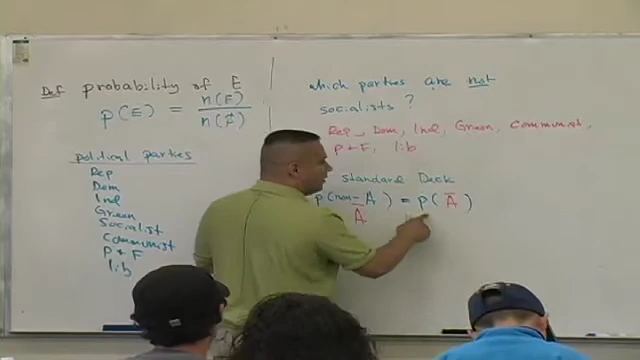 Def probability of E
P(E) = n(E)
n(Ɇ)
political parties
Rep
Dem
Ind
Green
Socialist
Communist
P & F
lib
which parties are not
socialists ?
Rep, Dem, Ind, Green, Communist,
P & F, lib
Standard Deck
P(non-A) = P(A̅)
A̅